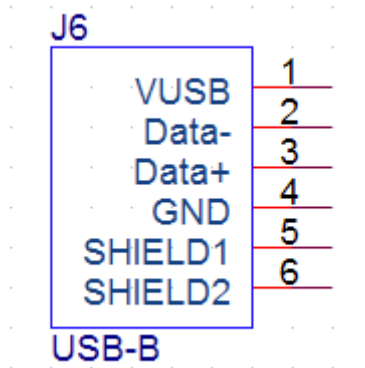 J6
VUSB 1
Data- 2
Data+ 3
GND 4
SHIELD1 5
SHIELD2 6
USB-B